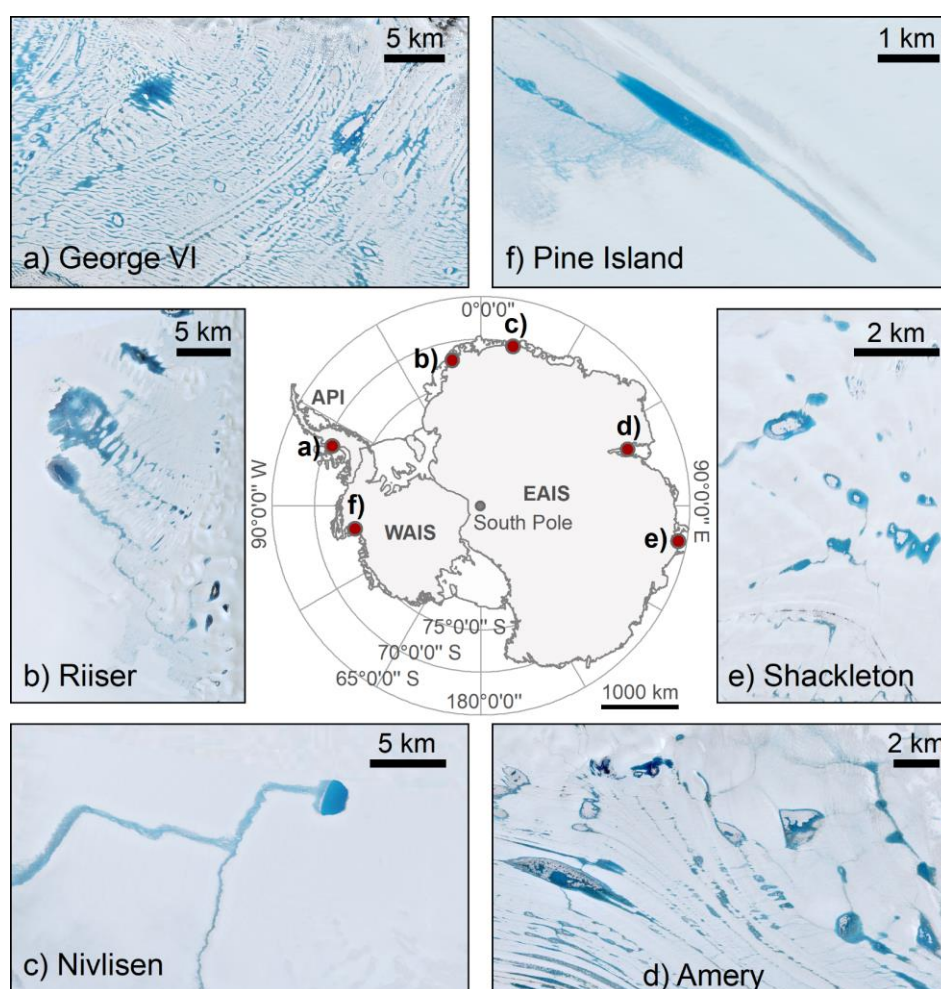 5 km
a) George VI
1 km
f) Pine Island
5 km
b) Riiser
0°0'0"
c)
b)
API
a)
d)
90°0'0" W
f)
WAIS
EAIS
South Pole
90°0'0" E
e)
75°0'0" S
70°0'0" S
65°0'0" S
180°0'0"
1000 km
2 km
e) Shackleton
5 km
c) Nivlisen
2 km
d) Amery